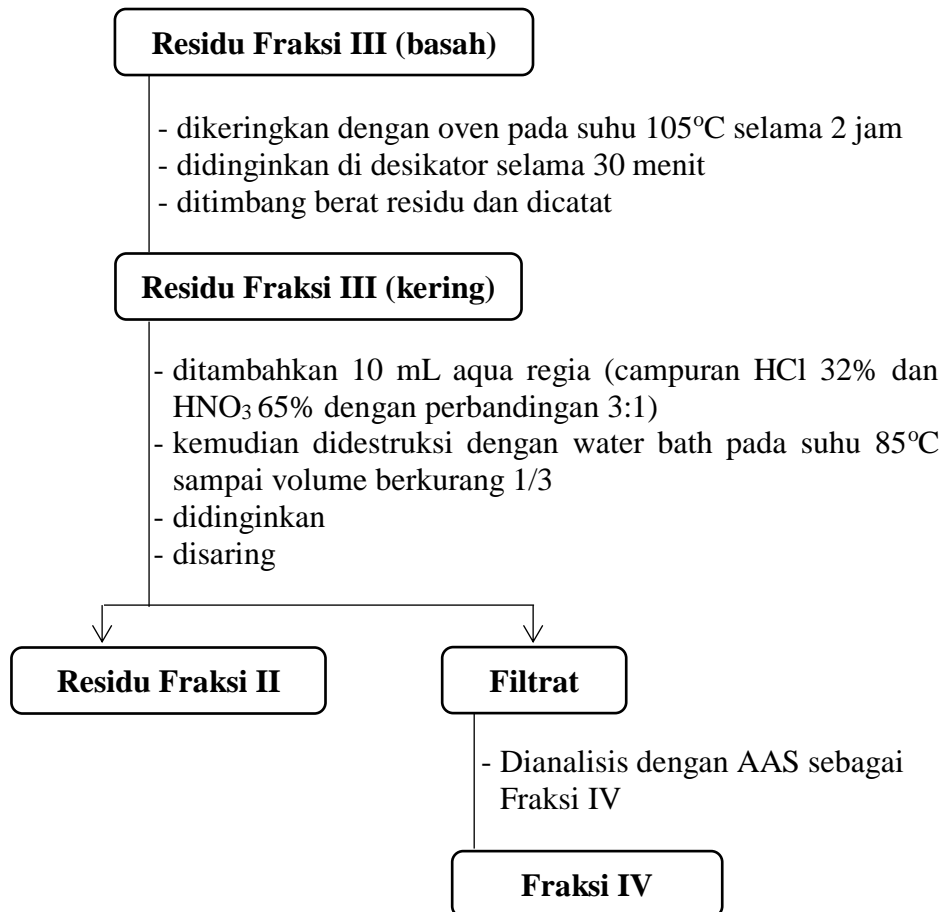 Residu Fraksi III (basah)
- dikeringkan dengan oven pada suhu 105°C selama 2 jam
- didinginkan di desikator selama 30 menit
- ditimbang berat residu dan dicatat
Residu Fraksi III (kering)
- ditambahkan 10 mL aqua regia (campuran HCl 32% dan
HNO₃ 65% dengan perbandingan 3:1)
- kemudian didestruksi dengan water bath pada suhu 85°C
sampai volume berkurang 1/3
- didinginkan
- disaring
Residu Fraksi II
Filtrat
- Dianalisis dengan AAS sebagai
Fraksi IV
Fraksi IV